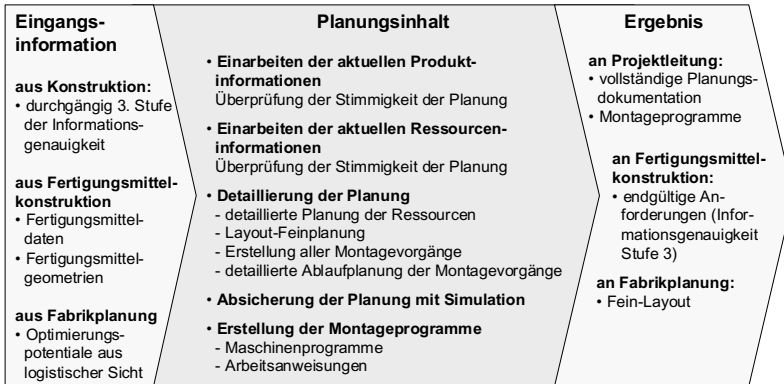 Eingangs-
information
aus Konstruktion:
• durchgängig 3. Stufe
der Informations-
genauigkeit
aus Fertigungsmittel-
konstruktion
• Fertigungsmittel-
daten
• Fertigungsmittel-
geometrien
aus Fabrikplanung
• Optimierungs-
potentiale aus
logistischer Sicht
Planungsinhalt
• Einarbeiten der aktuellen Produkt-
informationen
Überprüfung der Stimmigkeit der Planung
• Einarbeiten der aktuellen Ressourcen-
informationen
Überprüfung der Stimmigkeit der Planung
• Detaillierung der Planung
- detaillierte Planung der Ressourcen
- Layout-Feinplanung
- Erstellung aller Montagevorgänge
- detaillierte Ablaufplanung der Montagevorgänge
• Absicherung der Planung mit Simulation
• Erstellung der Montageprogramme
- Maschinenprogramme
- Arbeitsanweisungen
Ergebnis
an Projektleitung:
• vollständige Planungs-
dokumentation
• Montageprogramme
an Fertigungsmittel-
konstruktion:
• endgültige An-
forderungen (Infor-
mationsgenauigkeit
Stufe 3)
an Fabrikplanung:
• Fein-Layout